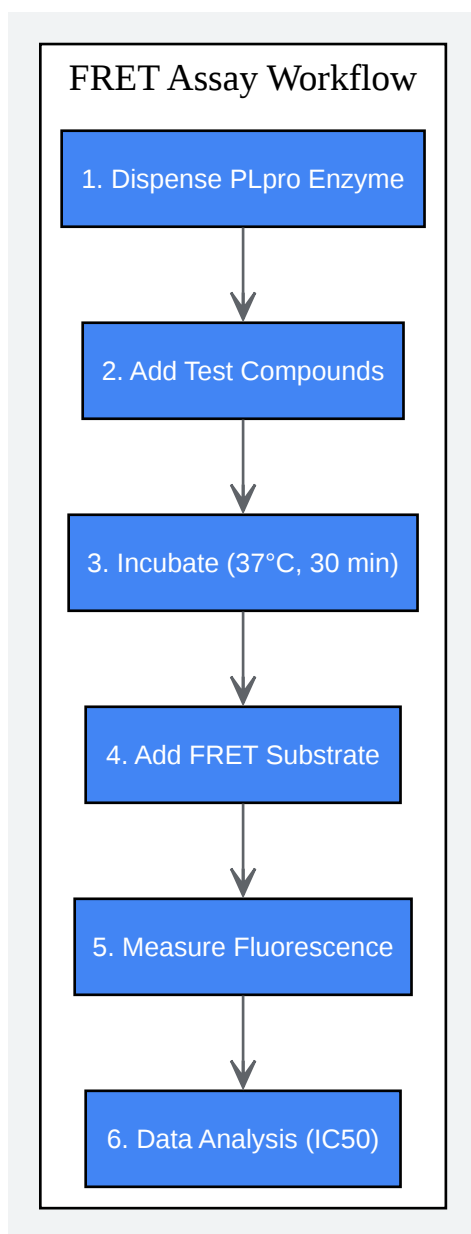 FRET Assay Workflow
1. Dispense PLpro Enzyme
2. Add Test Compounds
3. Incubate (37°C, 30 min)
4. Add FRET Substrate
5. Measure Fluorescence
6. Data Analysis (IC50)